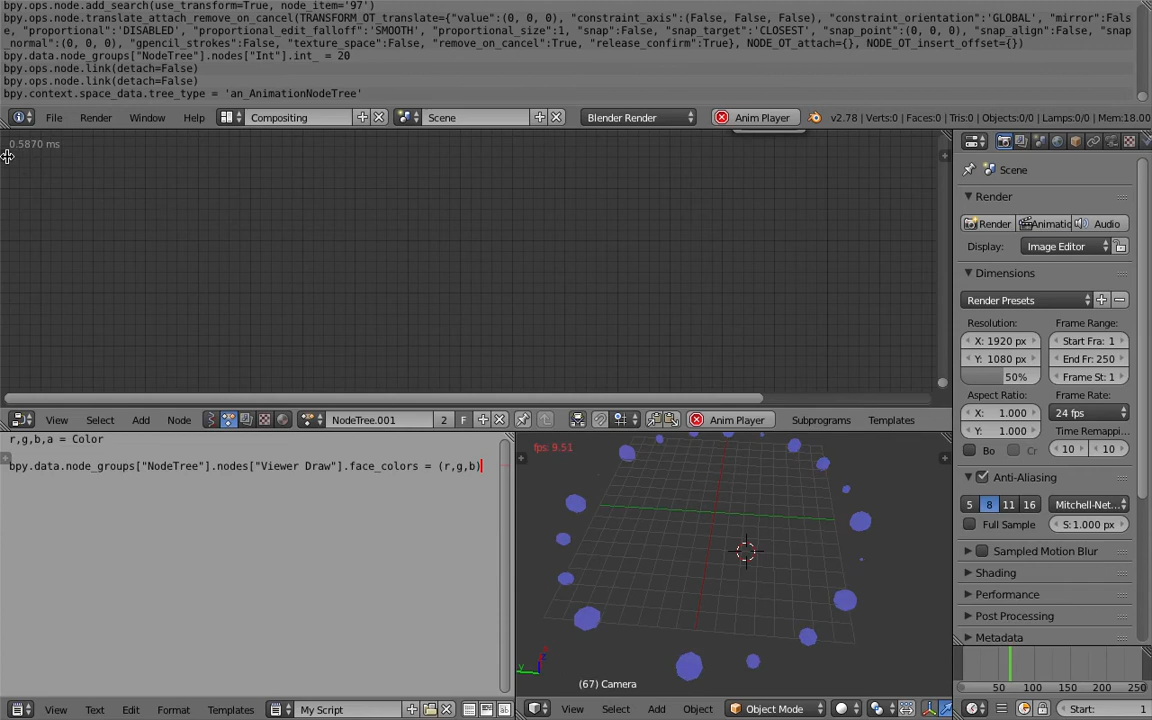 bpy.ops.node.add_search(use_transform=True, node_item='97')
bpy.ops.node.translate_attach_remove_on_cancel(TRANSFORM_OT_translate={"value":(0, 0, 0), "constraint_axis":(False, False, False), "constraint_orientation":'GLOBAL', "mirror":Fals
e, "proportional":'DISABLED', "proportional_edit_falloff":'SMOOTH', "proportional_size":1, "snap":False, "snap_target":'CLOSEST', "snap_point":(0, 0, 0), "snap_align":False, "snap
_normal":(0, 0, 0), "gpencil_strokes":False, "texture_space":False, "remove_on_cancel":True, "release_confirm":True}, NODE_OT_attach={}, NODE_OT_insert_offset={})
bpy.data.node_groups["NodeTree"].nodes["Int"].int_ = 20
bpy.ops.node.link(detach=False)
bpy.ops.node.link(detach=False)
bpy.context.space_data.tree_type = 'an_AnimationNodeTree'
File Render Window Help Compositing Scene Blender Render Anim Player v2.78 | Verts:0 | Faces:0 | Tris:0 | Objects:0/0 | Lamps:0/0 | Mem:18.00
0.5870 ms
Scene
Render
Render Animatic Audio
Display: Image Editor
Dimensions
Render Presets
Resolution: Frame Range:
X: 1920 px Start Fra: 1
Y: 1080 px End Fr: 250
50% Frame St: 1
Aspect Ratio: Frame Rate:
X: 1.000 24 fps
Y: 1.000 Time Remappi...
Bo Cr 10 10
Anti-Aliasing
5 8 11 16 Mitchell-Net...
Full Sample S: 1.000 px
Sampled Motion Blur
Shading
Performance
Post Processing
Metadata
View Select Add Node NodeTree.001 2 F Anim Player Subprograms Templates
r,g,b,a = Color
bpy.data.node_groups["NodeTree"].nodes["Viewer Draw"].face_colors = (r,g,b)
fps: 9.51
y
(67) Camera
50 100 150 200 250
View Text Edit Format Templates My Script
View Select Add Object Object Mode
Start: 1